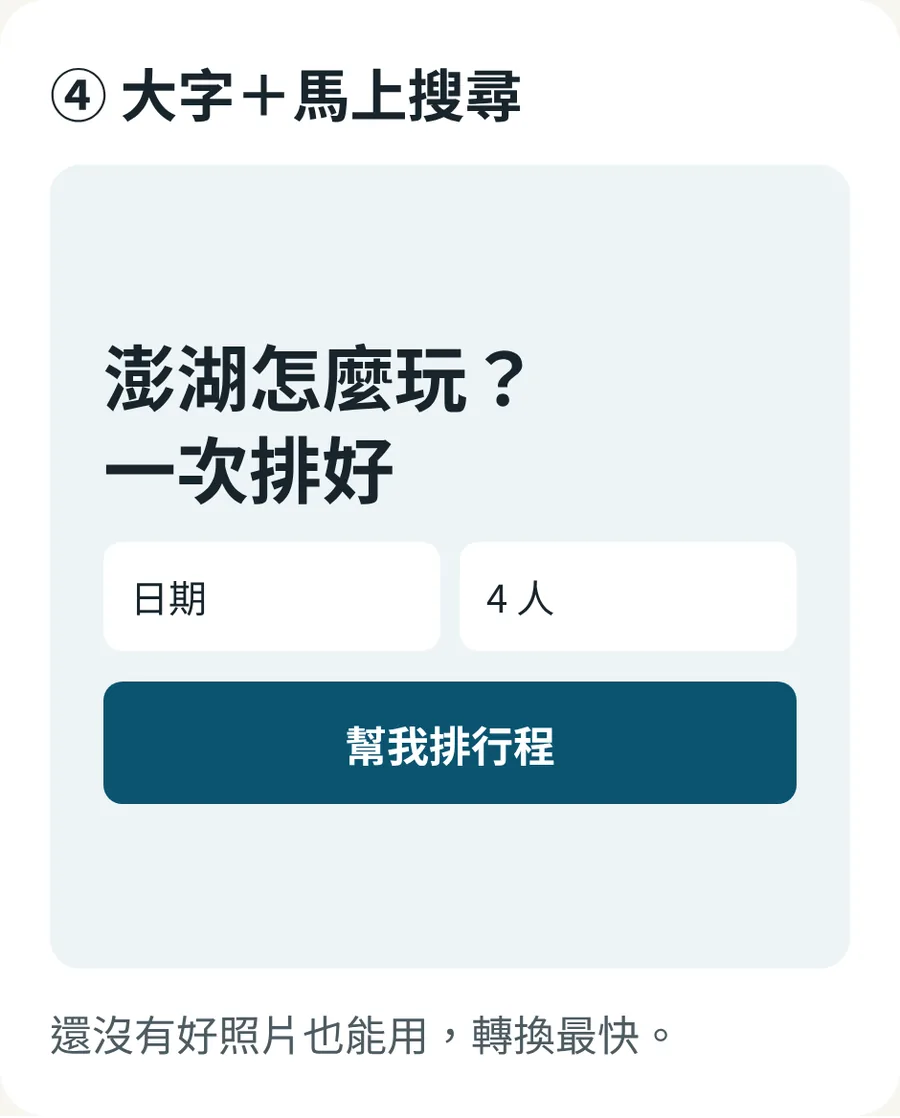 ④ 大字＋馬上搜尋
澎湖怎麼玩？
一次排好
日期
4 人
幫我排行程
還沒有好照片也能用，轉換最快。